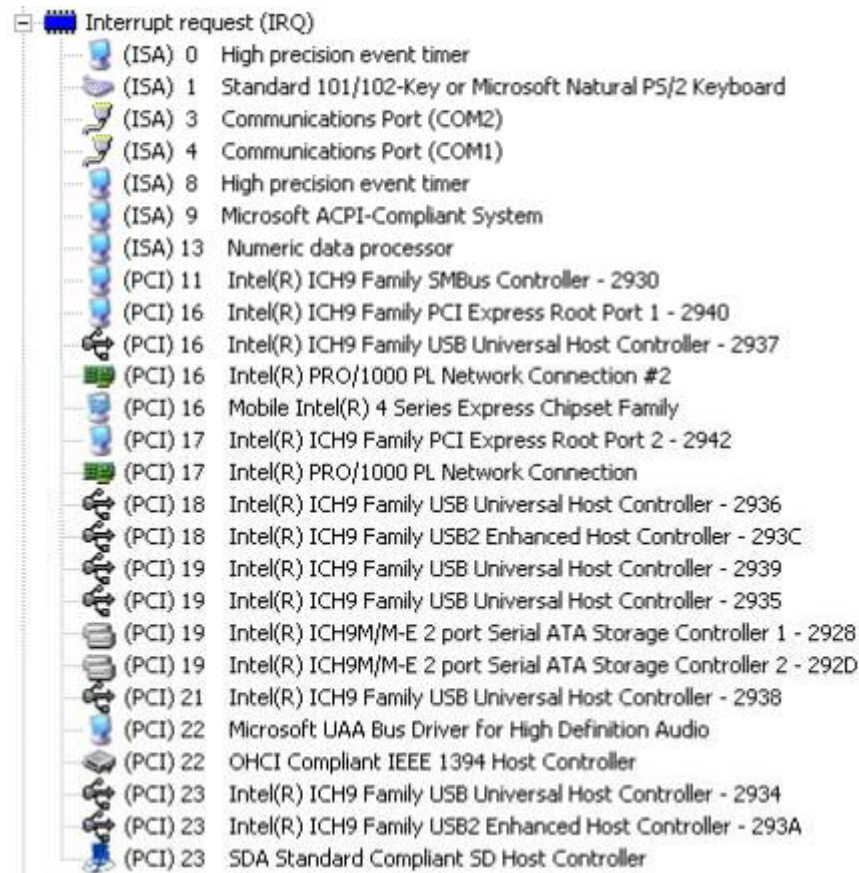 Interrupt request (IRQ)
(ISA) 0 High precision event timer
(ISA) 1 Standard 101/102-Key or Microsoft Natural PS/2 Keyboard
(ISA) 3 Communications Port (COM2)
(ISA) 4 Communications Port (COM1)
(ISA) 8 High precision event timer
(ISA) 9 Microsoft ACPI-Compliant System
(ISA) 13 Numeric data processor
(PCI) 11 Intel(R) ICH9 Family SMBus Controller - 2930
(PCI) 16 Intel(R) ICH9 Family PCI Express Root Port 1 - 2940
(PCI) 16 Intel(R) ICH9 Family USB Universal Host Controller - 2937
(PCI) 16 Intel(R) PRO/1000 PL Network Connection #2
(PCI) 16 Mobile Intel(R) 4 Series Express Chipset Family
(PCI) 17 Intel(R) ICH9 Family PCI Express Root Port 2 - 2942
(PCI) 17 Intel(R) PRO/1000 PL Network Connection
(PCI) 18 Intel(R) ICH9 Family USB Universal Host Controller - 2936
(PCI) 18 Intel(R) ICH9 Family USB2 Enhanced Host Controller - 293C
(PCI) 19 Intel(R) ICH9 Family USB Universal Host Controller - 2939
(PCI) 19 Intel(R) ICH9 Family USB Universal Host Controller - 2935
(PCI) 19 Intel(R) ICH9M/M-E 2 port Serial ATA Storage Controller 1 - 2928
(PCI) 19 Intel(R) ICH9M/M-E 2 port Serial ATA Storage Controller 2 - 292D
(PCI) 21 Intel(R) ICH9 Family USB Universal Host Controller - 2938
(PCI) 22 Microsoft UAA Bus Driver for High Definition Audio
(PCI) 22 OHCI Compliant IEEE 1394 Host Controller
(PCI) 23 Intel(R) ICH9 Family USB Universal Host Controller - 2934
(PCI) 23 Intel(R) ICH9 Family USB2 Enhanced Host Controller - 293A
(PCI) 23 SDA Standard Compliant SD Host Controller